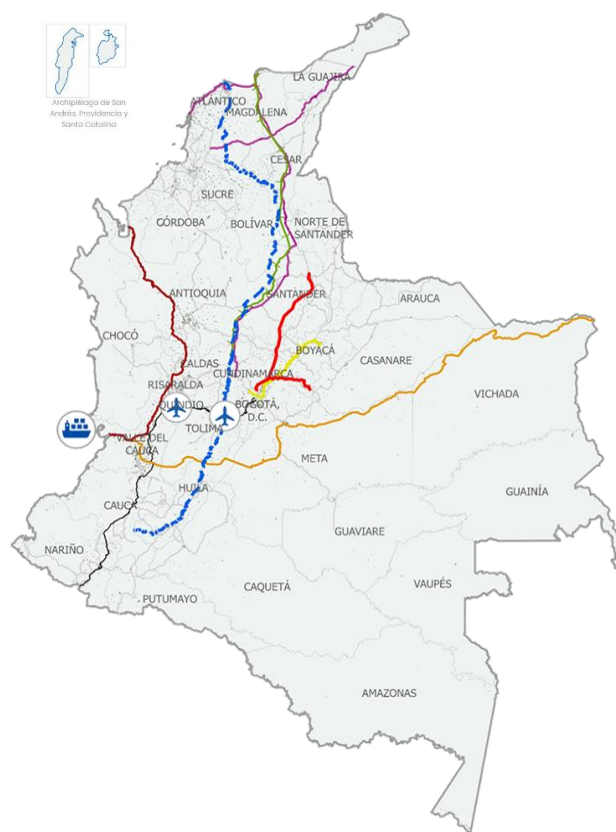 Archipiélago de San
Andrés, Providencia y
Santa Catalina
LA GUAJIRA
ATLÁNTICO
MAGDALENA
CESAR
SUCRE
CÓRDOBA
BOLÍVAR
NORTE DE
SANTANDER
ANTIOQUIA
SANTANDER
ARAUCA
CHOCÓ
BOYACÁ
CALDAS
CASANARE
CUNDINAMARCA
RISARALDA
VICHADA
QUINDÍO
BOGOTÁ,
D.C.
TOLIMA
VALLE DEL
CAUCA
META
HUILA
GUAINÍA
CAUCA
GUAVIARE
NARIÑO
CAQUETÁ
VAUPÉS
PUTUMAYO
AMAZONAS